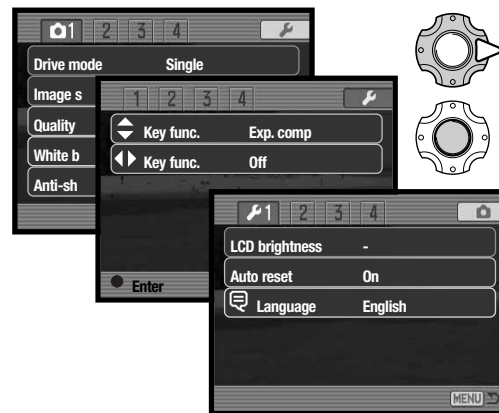 1 2 3 4
Drive mode Single
Image s
Quality
White b
Anti-sh
1 2 3 4
Key func. Exp. comp
Key func. Off
Enter
1 2 3 4
LCD brightness -
Auto reset On
Language English
MENU